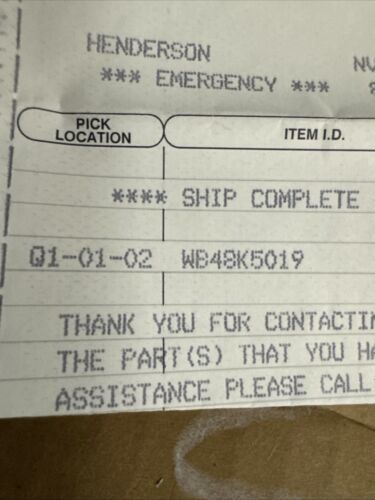 HENDERSON
NV
*** EMERGENCY ***
PICK LOCATION
ITEM I.D.
**** SHIP COMPLETE
Q1-01-02 WB48K5019
THANK YOU FOR CONTACTIN
THE PART(S) THAT YOU HA
ASSISTANCE PLEASE CALL